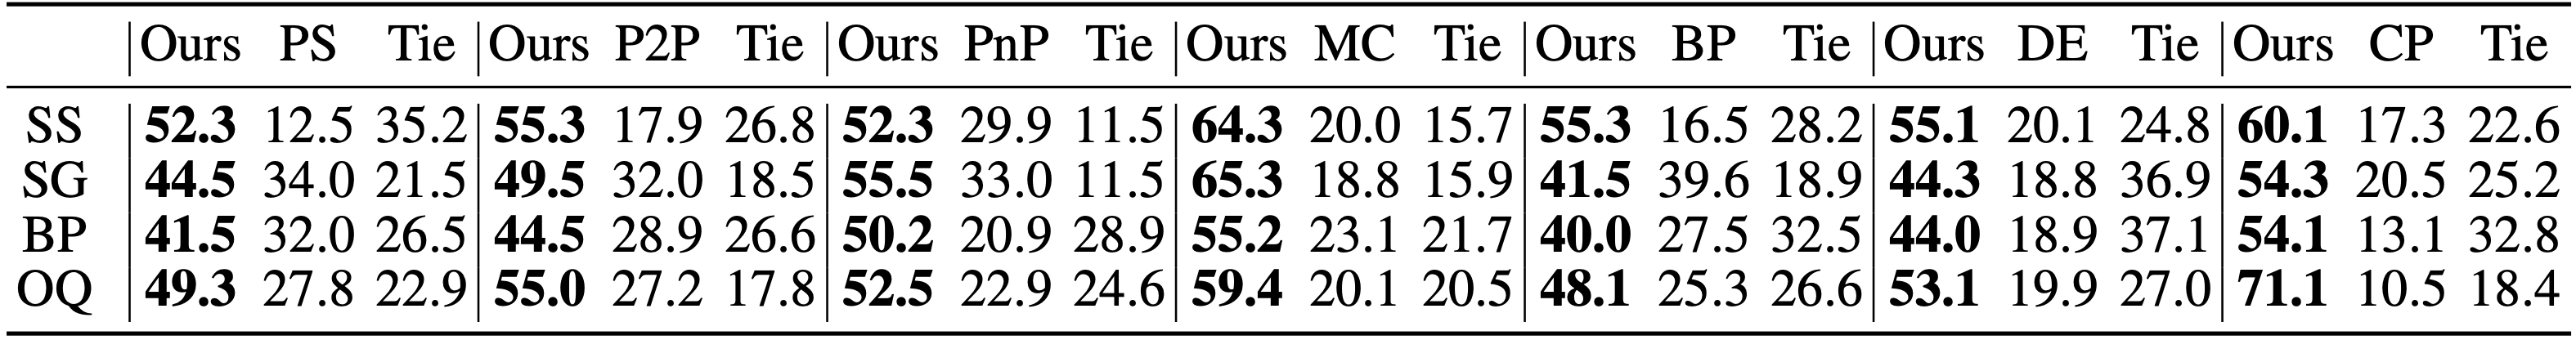 Ours PS Tie Ours P2P Tie Ours PnP Tie Ours MC Tie Ours BP Tie Ours DE Tie Ours CP Tie
SS 52.3 12.5 35.2 55.3 17.9 26.8 52.3 29.9 11.5 64.3 20.0 15.7 55.3 16.5 28.2 55.1 20.1 24.8 60.1 17.3 22.6
SG 44.5 34.0 21.5 49.5 32.0 18.5 55.5 33.0 11.5 65.3 18.8 15.9 41.5 39.6 18.9 44.3 18.8 36.9 54.3 20.5 25.2
BP 41.5 32.0 26.5 44.5 28.9 26.6 50.2 20.9 28.9 55.2 23.1 21.7 40.0 27.5 32.5 44.0 18.9 37.1 54.1 13.1 32.8
OQ 49.3 27.8 22.9 55.0 27.2 17.8 52.5 22.9 24.6 59.4 20.1 20.5 48.1 25.3 26.6 53.1 19.9 27.0 71.1 10.5 18.4